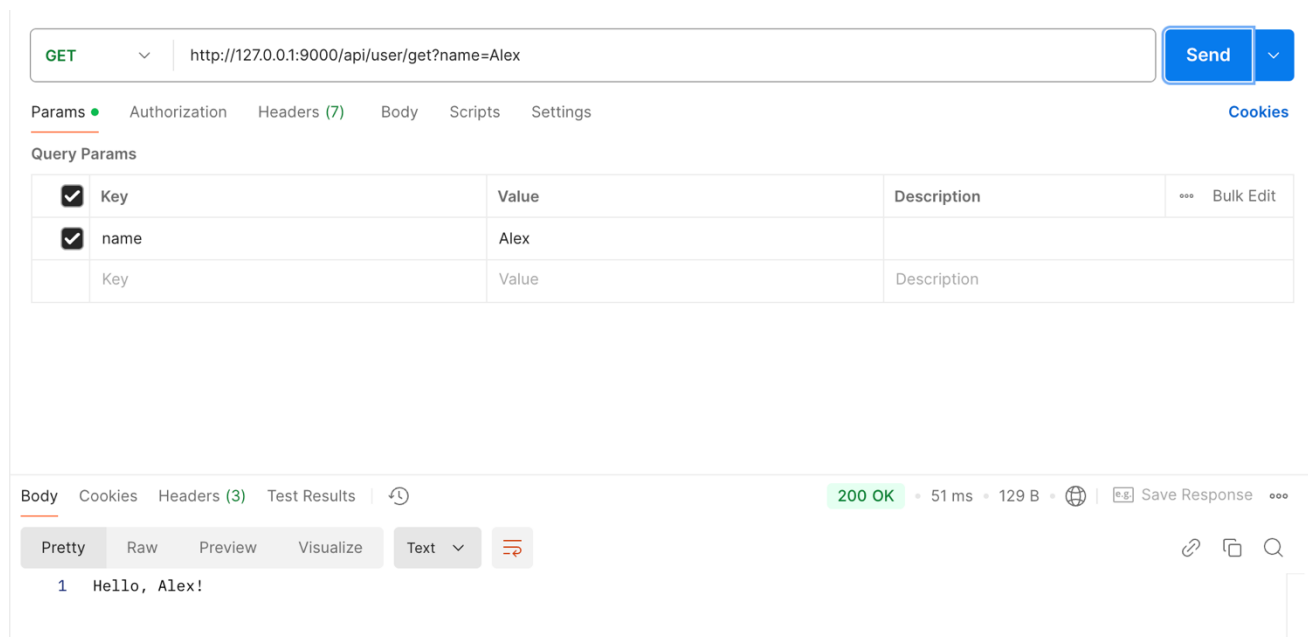 GET http://127.0.0.1:9000/api/user/get?name=Alex Send
Params Authorization Headers (7) Body Scripts Settings Cookies
Query Params
Key Value Description Bulk Edit
name Alex
Key Value Description
Body Cookies Headers (3) Test Results 200 OK 51 ms 129 B e.g. Save Response
Pretty Raw Preview Visualize Text
1 Hello, Alex!